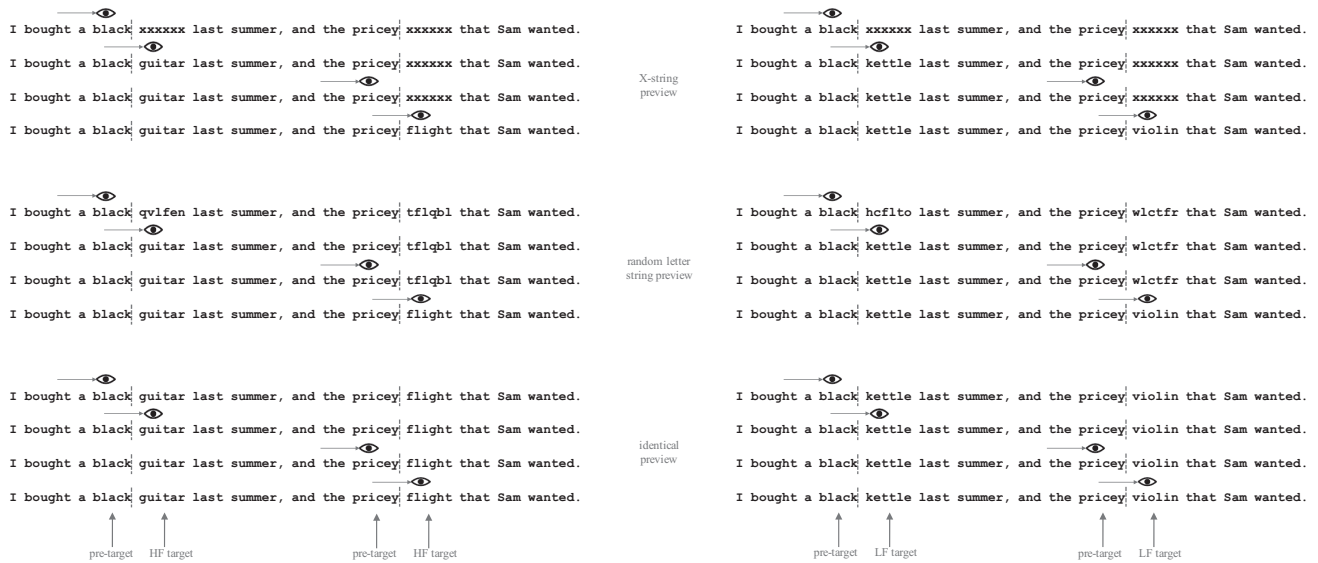 I bought a black xxxxxx last summer, and the pricey xxxxxx that Sam wanted.
I bought a black guitar last summer, and the pricey xxxxxx that Sam wanted.
I bought a black guitar last summer, and the pricey xxxxxx that Sam wanted.
I bought a black guitar last summer, and the pricey flight that Sam wanted.
X-string
preview
I bought a black xxxxxx last summer, and the pricey xxxxxx that Sam wanted.
I bought a black kettle last summer, and the pricey xxxxxx that Sam wanted.
I bought a black kettle last summer, and the pricey xxxxxx that Sam wanted.
I bought a black kettle last summer, and the pricey violin that Sam wanted.
I bought a black qvlfen last summer, and the pricey tflqbl that Sam wanted.
I bought a black guitar last summer, and the pricey tflqbl that Sam wanted.
I bought a black guitar last summer, and the pricey tflqbl that Sam wanted.
I bought a black guitar last summer, and the pricey flight that Sam wanted.
random letter
string preview
I bought a black hcflto last summer, and the pricey wlctfr that Sam wanted.
I bought a black kettle last summer, and the pricey wlctfr that Sam wanted.
I bought a black kettle last summer, and the pricey wlctfr that Sam wanted.
I bought a black kettle last summer, and the pricey violin that Sam wanted.
I bought a black guitar last summer, and the pricey flight that Sam wanted.
I bought a black guitar last summer, and the pricey flight that Sam wanted.
I bought a black guitar last summer, and the pricey flight that Sam wanted.
I bought a black guitar last summer, and the pricey flight that Sam wanted.
identical
preview
I bought a black kettle last summer, and the pricey violin that Sam wanted.
I bought a black kettle last summer, and the pricey violin that Sam wanted.
I bought a black kettle last summer, and the pricey violin that Sam wanted.
I bought a black kettle last summer, and the pricey violin that Sam wanted.
pre-target HF target pre-target HF target
pre-target LF target pre-target LF target